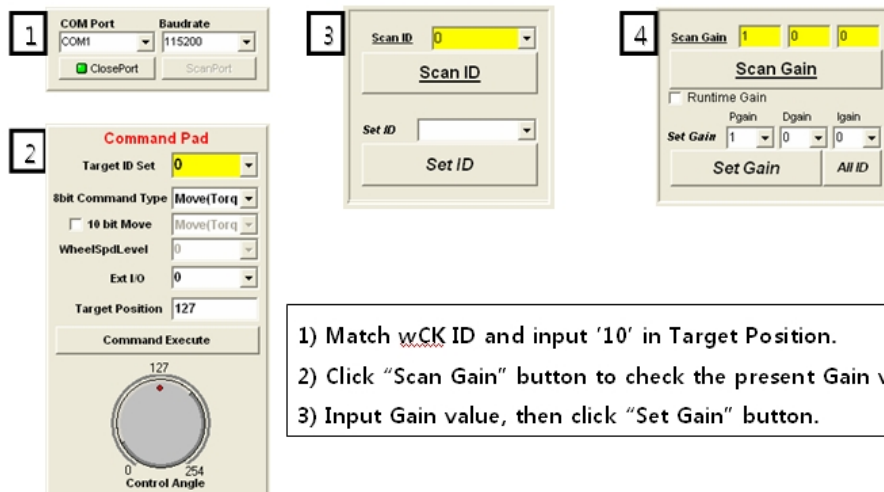 1
COM Port Baudrate
COM1 115200
ClosePort ScanPort
2
Command Pad
Target ID Set 0
8bit Command Type Move(Torq
10 bit Move Move(Torq
WheelSpdLevel 0
Ext I/O 0
Target Position 127
Command Execute
127
0 254
Control Angle
3
Scan ID 0
Scan ID
Set ID
Set ID
4
Scan Gain 1 0 0
Scan Gain
Runtime Gain
Pgain Dgain Igain
Set Gain 1 0 0
Set Gain All ID
1) Match wCK ID and input '10' in Target Position.
2) Click "Scan Gain" button to check the present Gain v
3) Input Gain value, then click "Set Gain" button.